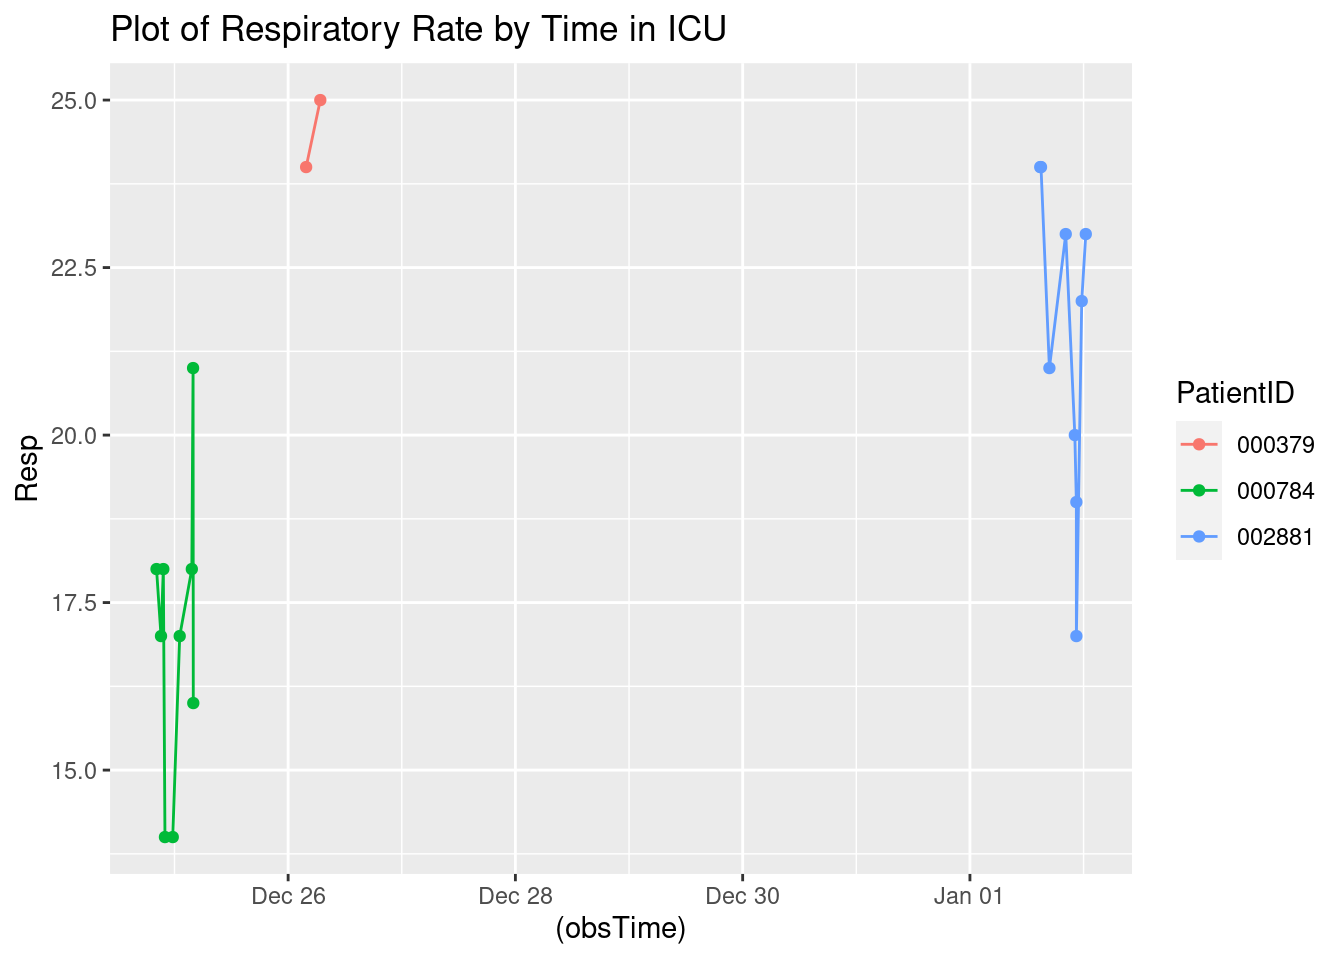 Plot of Respiratory Rate by Time in ICU
25.0
22.5
20.0
17.5
15.0
Resp
Dec 26
Dec 28
Dec 30
Jan 01
(obsTime)
PatientID
000379
000784
002881